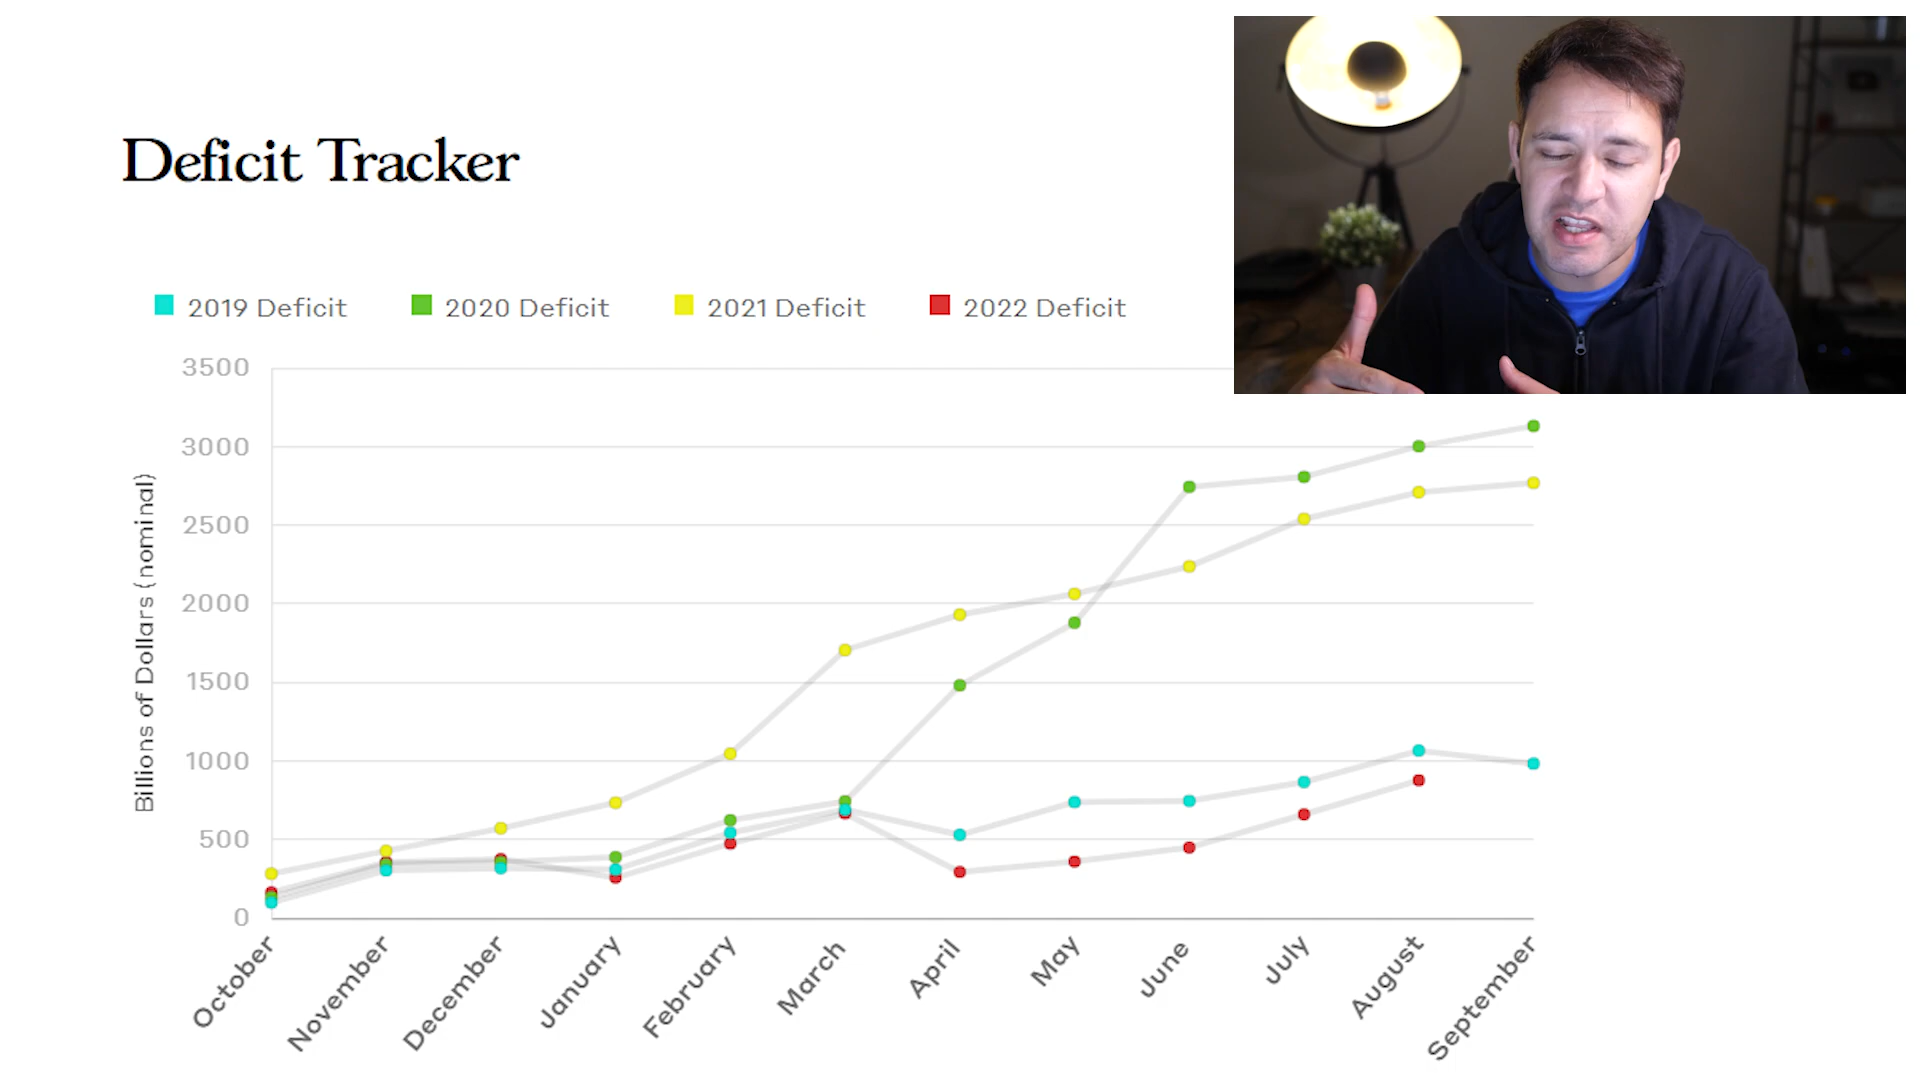 Deficit Tracker
2019 Deficit 2020 Deficit 2021 Deficit 2022 Deficit
Billions of Dollars (nominal)
3500
3000
2500
2000
1500
1000
500
0
October November December January February March April May June July August September